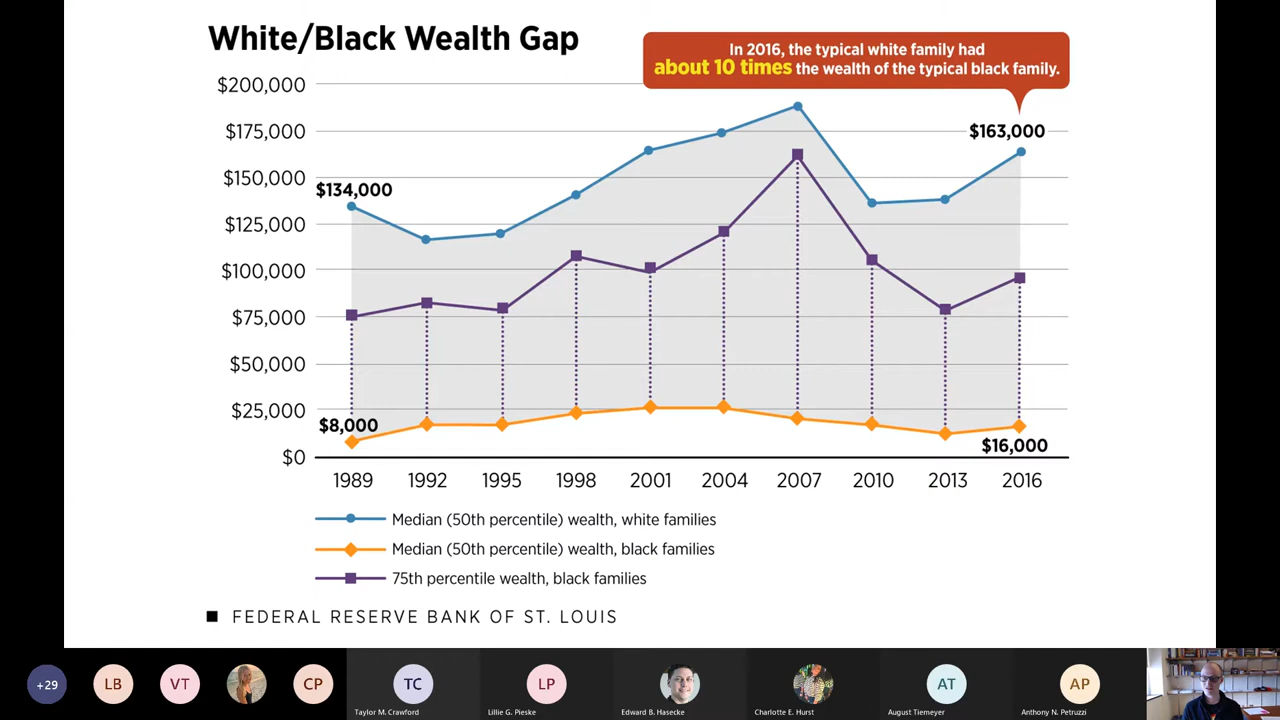 White/Black Wealth Gap
In 2016, the typical white family had
about 10 times the wealth of the typical black family.
$200,000
$175,000
$150,000
$125,000
$100,000
$75,000
$50,000
$25,000
$0
$134,000
$163,000
$8,000
$16,000
1989 1992 1995 1998 2001 2004 2007 2010 2013 2016
Median (50th percentile) wealth, white families
Median (50th percentile) wealth, black families
75th percentile wealth, black families
FEDERAL RESERVE BANK OF ST. LOUIS
+29 LB VT CP TC LP AT AP
Taylor M. Crawford Lillie G. Pieske Edward B. Hasecke Charlotte E. Hurst August Tiemeyer Anthony N. Petruzzi